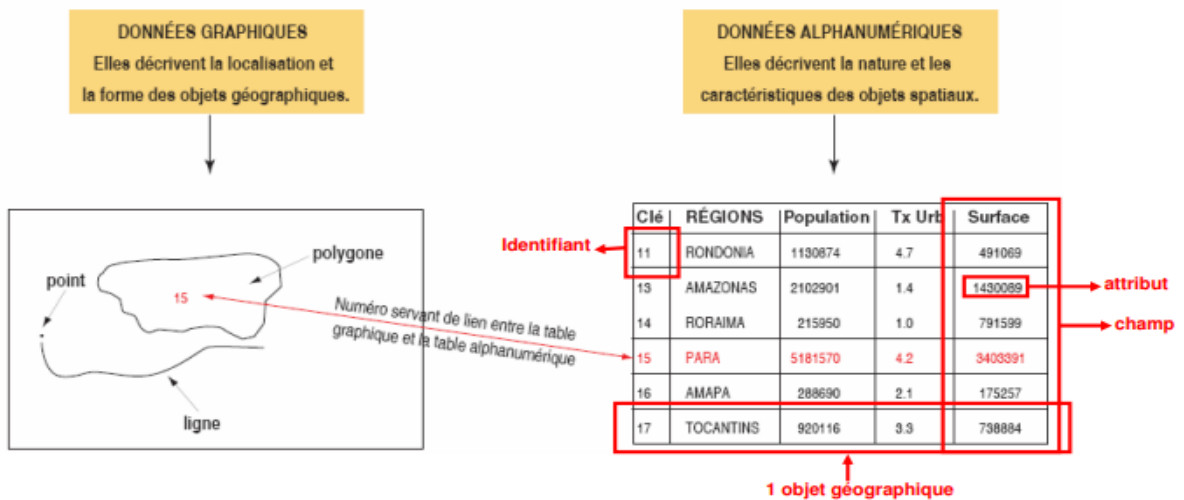 DONNÉES GRAPHIQUES
Elles décrivent la localisation et
la forme des objets géographiques.
DONNÉES ALPHANUMÉRIQUES
Elles décrivent la nature et les
caractéristiques des objets spatiaux.
point
polygone
15
ligne
Numéro servant de lien entre la table
graphique et la table alphanumérique
Identifiant
Clé RÉGIONS Population Tx Urb Surface
11 RONDONIA 1130874 4.7 491069
13 AMAZONAS 2102901 1.4 1430089
14 RORAIMA 215950 1.0 791599
15 PARA 5181570 4.2 3403391
16 AMAPA 288690 2.1 175257
17 TOCANTINS 920116 3.3 738884
attribut
champ
1 objet géographique